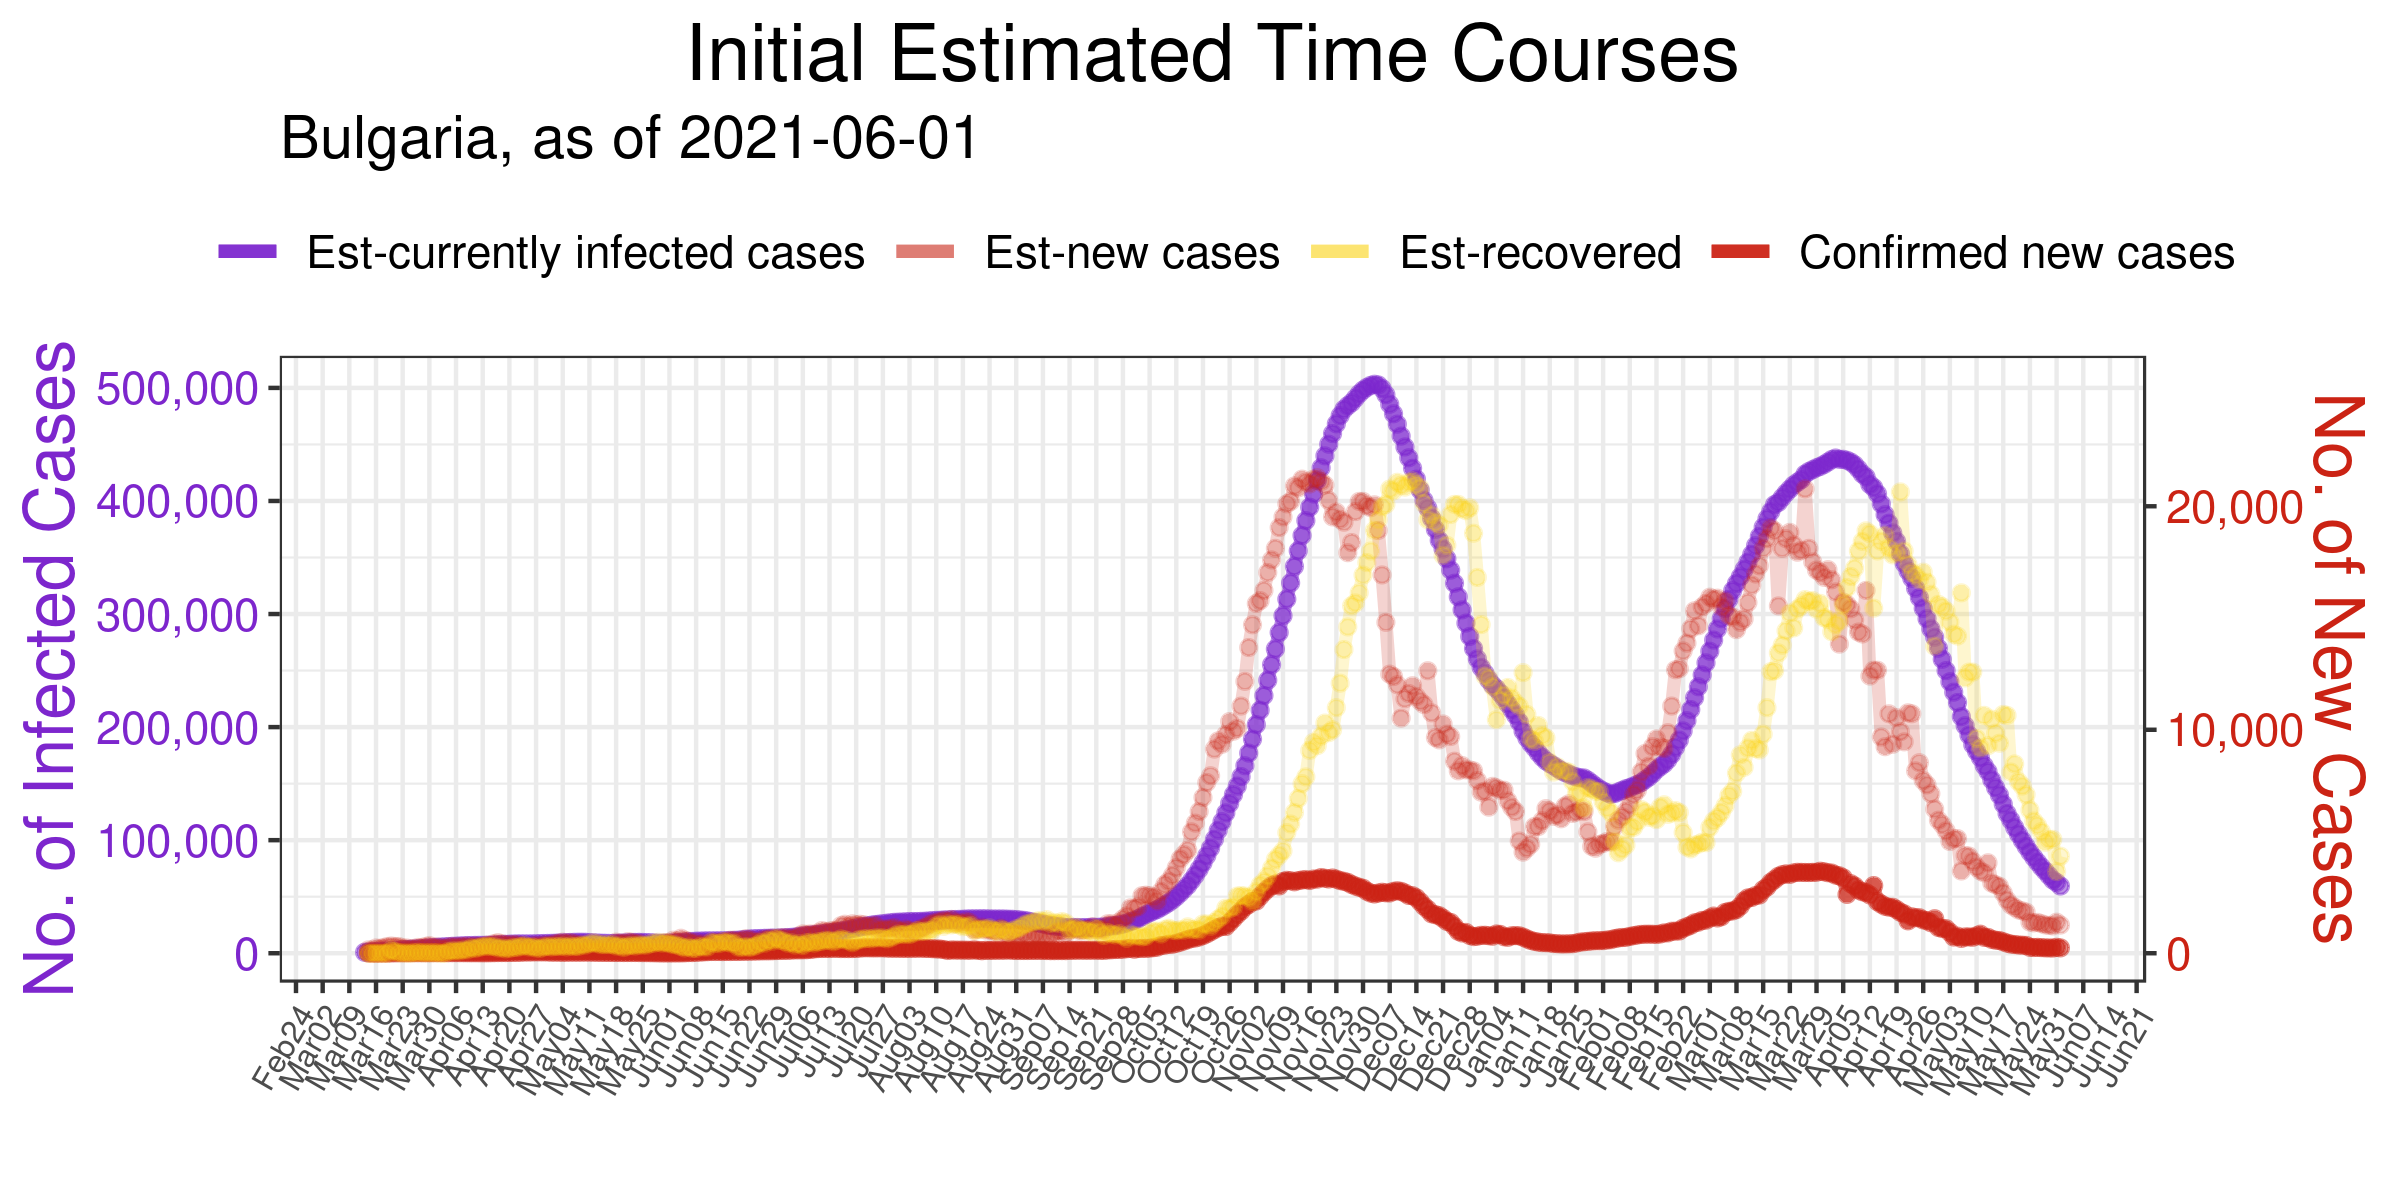 Initial Estimated Time Courses
Bulgaria, as of 2021-06-01
Est-currently infected cases Est-new cases Est-recovered Confirmed new cases
No. of Infected Cases
500,000
400,000
300,000
200,000
100,000
0
20,000
10,000
0
No. of New Cases
Feb24 Mar02 Mar09 Mar16 Mar23 Mar30 Apr06 Apr13 Apr20 Apr27 May04 May11 May18 May25 Jun01 Jun08 Jun15 Jun22 Jun29 Jul06 Jul13 Jul20 Jul27 Aug03 Aug10 Aug17 Aug24 Aug31 Sep07 Sep14 Sep21 Sep28 Oct05 Oct12 Oct19 Oct26 Nov02 Nov09 Nov16 Nov23 Nov30 Dec07 Dec14 Dec21 Dec28 Jan04 Jan11 Jan18 Jan25 Feb01 Feb08 Feb15 Feb22 Mar01 Mar08 Mar15 Mar22 Mar29 Apr05 Apr12 Apr19 Apr26 May03 May10 May17 May24 May31 Jun07 Jun14 Jun21